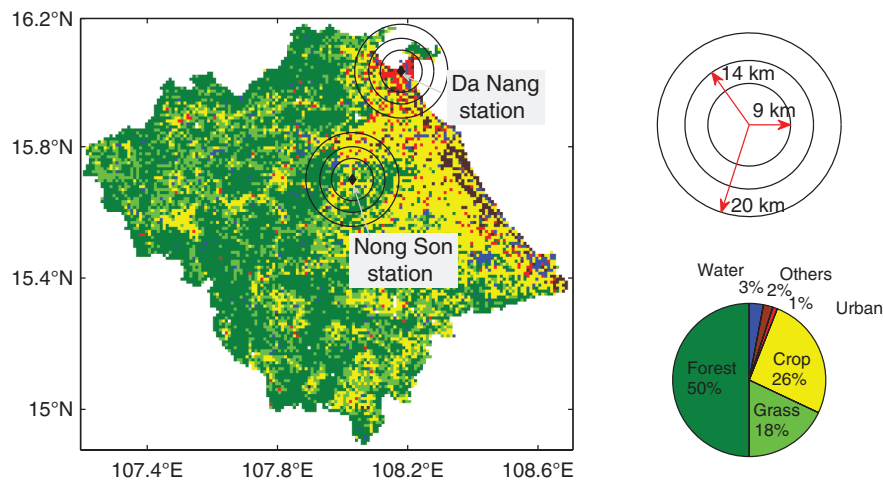 16.2°N
15.8°N
15.4°N
15°N
107.4°E
107.8°E
108.2°E
108.6°E
Da Nang
station
Nong Son
station
14 km
9 km
20 km
Water
3%
Others
2%
Urban
1%
Crop
26%
Grass
18%
Forest
50%